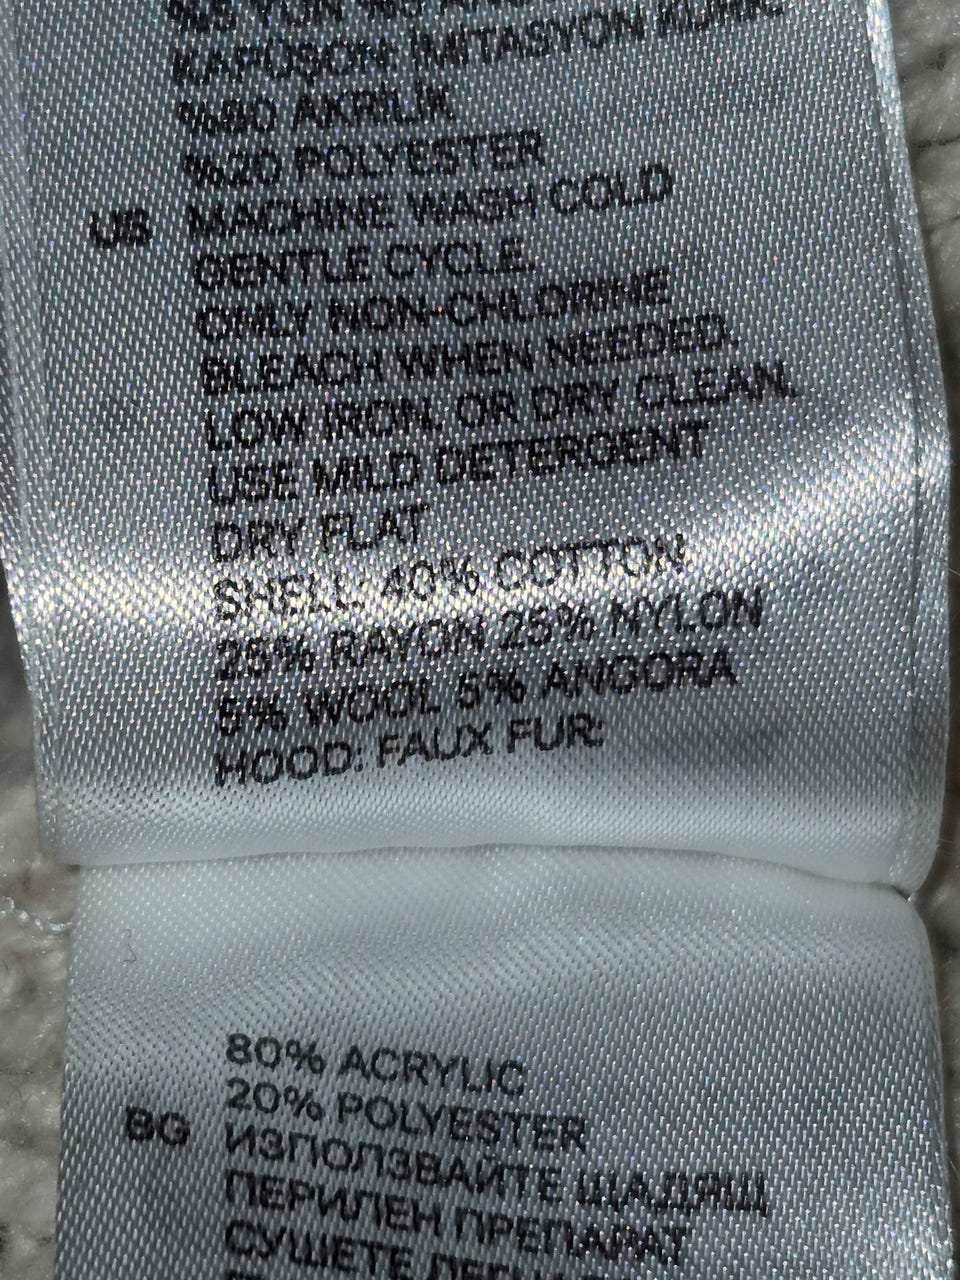 KAPÜŞON: İMİTASYON
%80 AKRİLİK
%20 POLYESTER
US MACHINE WASH COLD
GENTLE CYCLE.
ONLY NON-CHLORINE
BLEACH WHEN NEEDED.
LOW IRON. OR DRY CLEAN.
USE MILD DETERGENT
DRY FLAT
SHELL: 40% COTTON
25% RAYON 25% NYLON
5% WOOL 5% ANGORA
HOOD: FAUX FUR:
80% ACRYLIC
20% POLYESTER
BG ИЗПОЛЗВАЙТЕ ЩАДЯЩ
ПЕРИЛЕН ПРЕПАРАТ
СУШЕТЕ